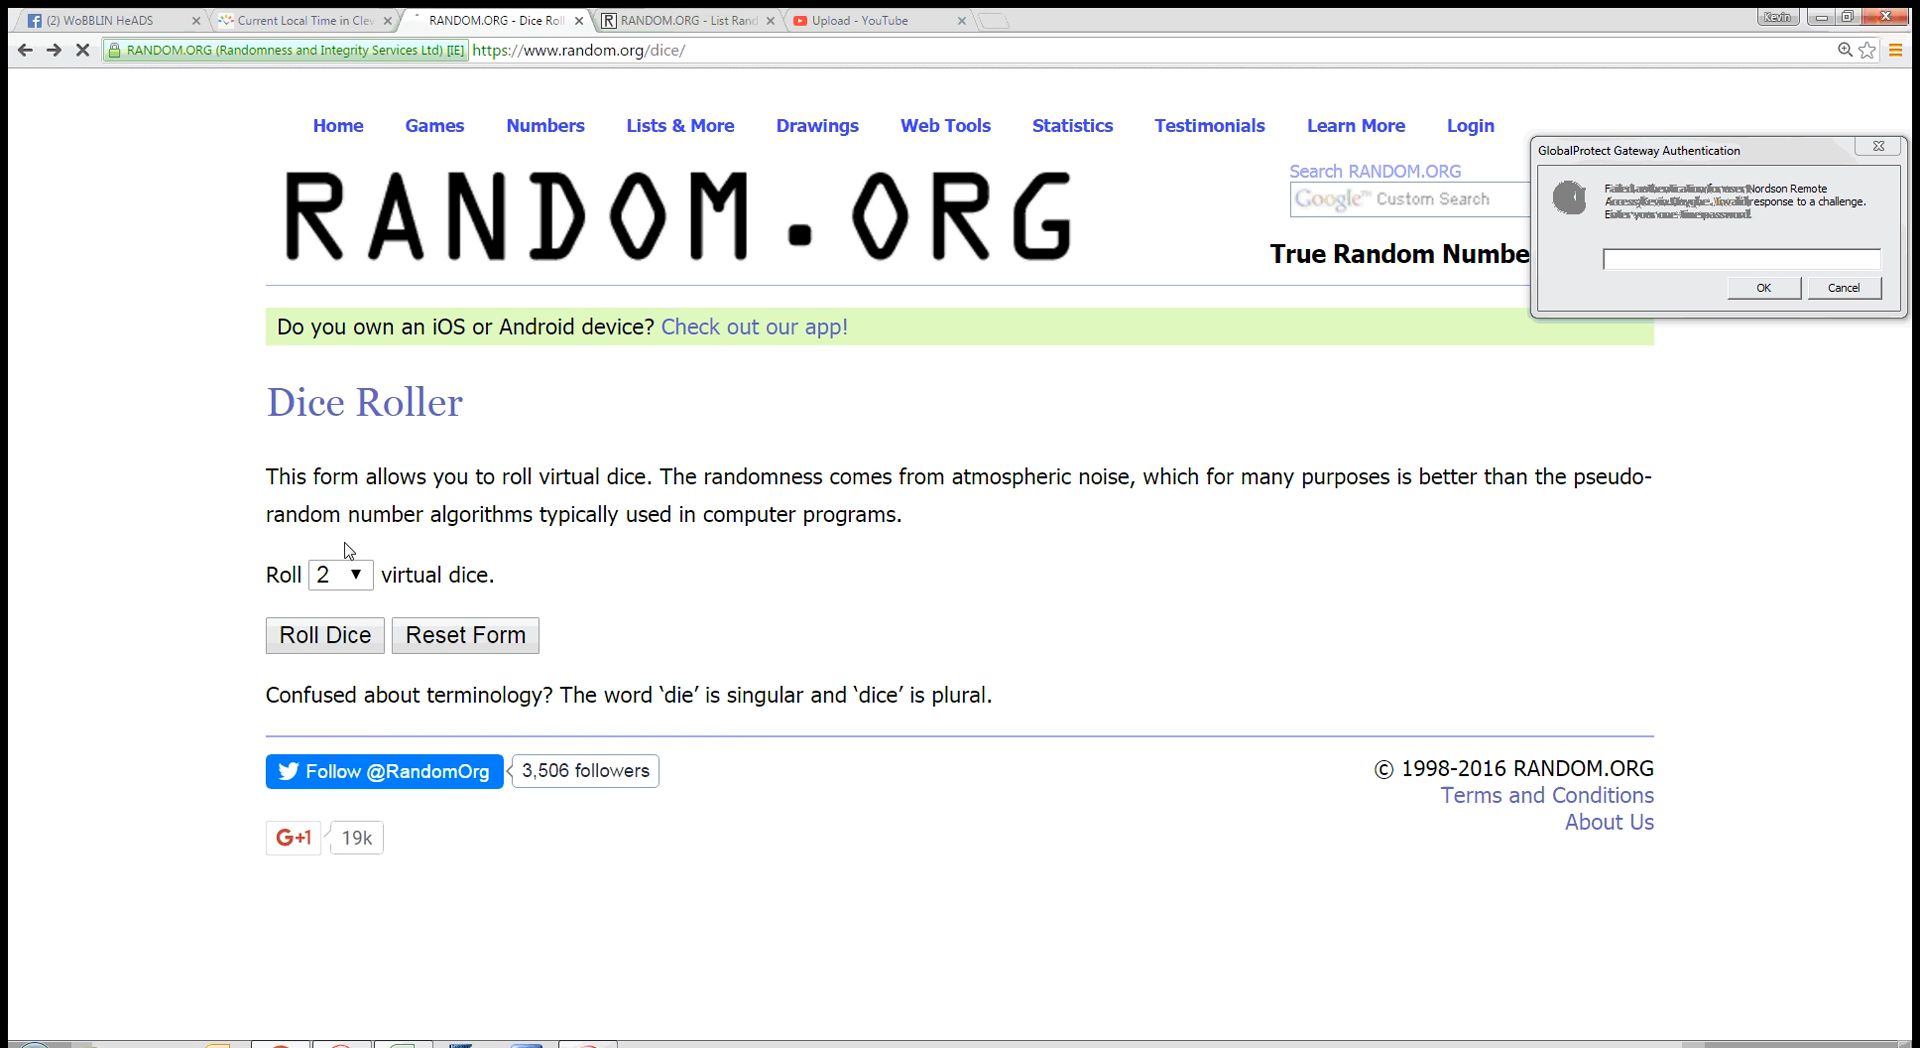 (2) WoBBLIN HeADS
Current Local Time in Clev
RANDOM.ORG - Dice Roll
RANDOM.ORG - List Rand
Upload - YouTube
Kevin
RANDOM.ORG (Randomness and Integrity Services Ltd) [IE]
https://www.random.org/dice/
Home Games Numbers Lists & More Drawings Web Tools Statistics Testimonials Learn More Login
RANDOM.ORG
Search RANDOM.ORG
Google™ Custom Search
True Random Numbe
GlobalProtect Gateway Authentication
Nordson Remote
response to a challenge.
OK Cancel
Do you own an iOS or Android device? Check out our app!
Dice Roller
This form allows you to roll virtual dice. The randomness comes from atmospheric noise, which for many purposes is better than the pseudo-
random number algorithms typically used in computer programs.
Roll 2 virtual dice.
Roll Dice Reset Form
Confused about terminology? The word ‘die’ is singular and ‘dice’ is plural.
Follow @RandomOrg 3,506 followers
G+1 19k
© 1998-2016 RANDOM.ORG
Terms and Conditions
About Us